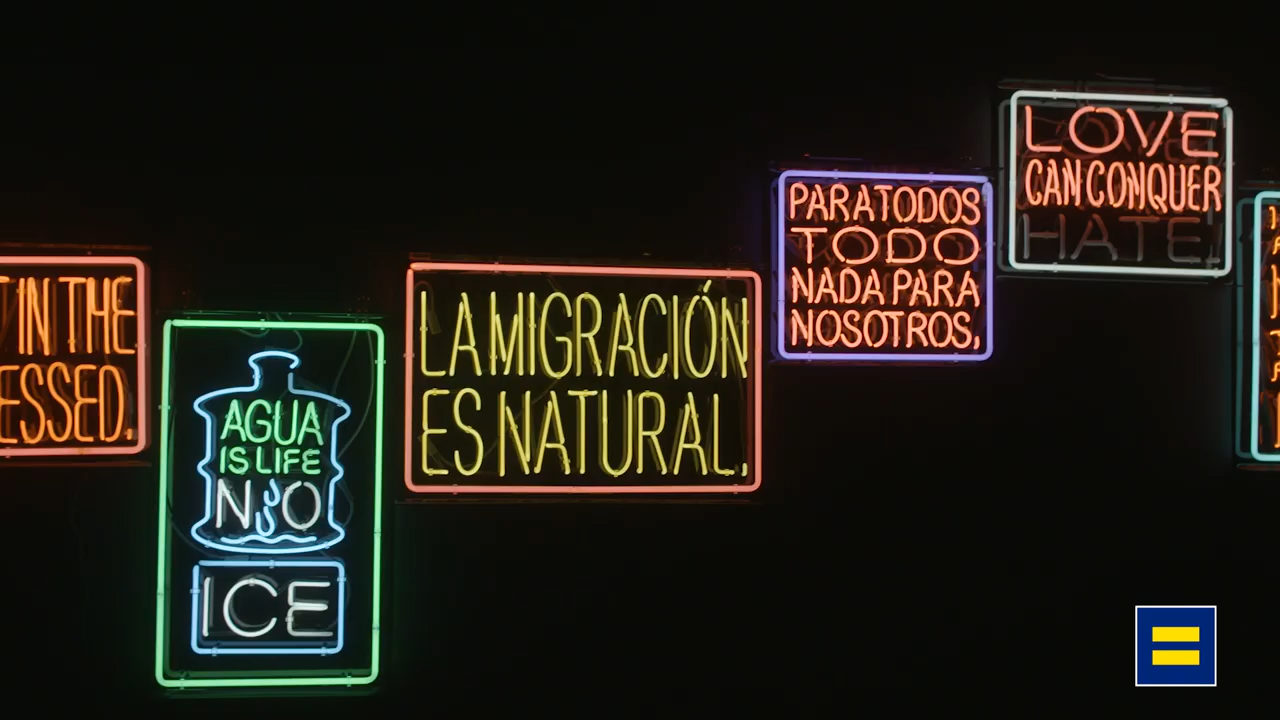 IN THE
ESSED.
AGUA
IS LIFE
NO
ICE
LA MIGRACIÓN
ES NATURAL.
PARA TODOS
TODO
NADA PARA
NOSOTROS.
LOVE
CAN CONQUER
HATE.